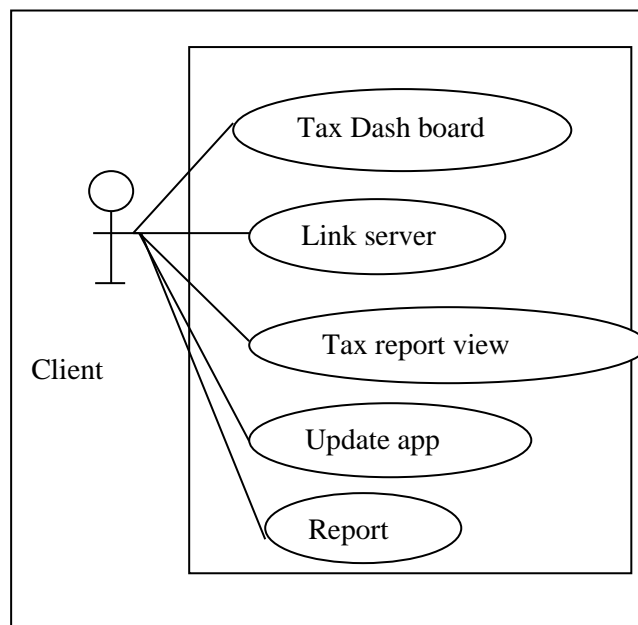 Tax Dash board
Link server
Tax report view
Client
Update app
Report